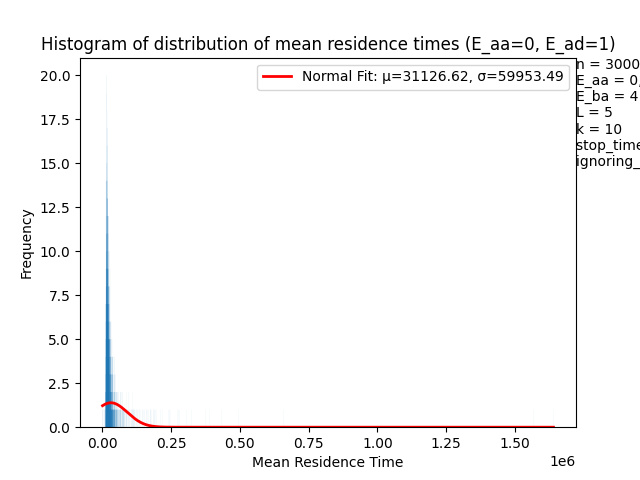 Histogram of distribution of mean residence times (E_aa=0, E_ad=1)
Normal Fit: μ=31126.62, σ=59953.49
n = 3000
E_aa = 0,
E_ba = 4
L = 5
k = 10
stop_time
ignoring_
20.0
17.5
15.0
12.5
10.0
7.5
5.0
2.5
0.0
Frequency
0.00 0.25 0.50 0.75 1.00 1.25 1.50
1e6
Mean Residence Time